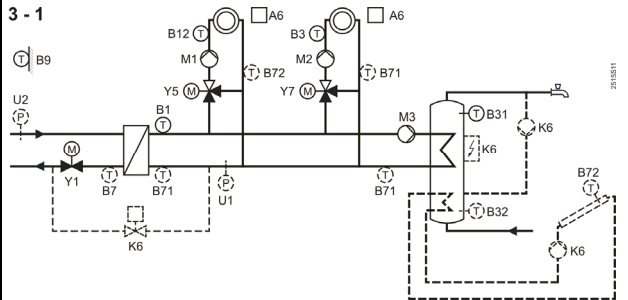 3 - 1
A6
A6
B12 T
B3 T
M1
M2
T B9
T B72
T B71
Y5 M
Y7 M
2515S11
U2
P
B1
T
M3
T B31
K6
K6
M
Y1
T
B7
T
B71
P
U1
T
B71
B72
T
T B32
K6
K6